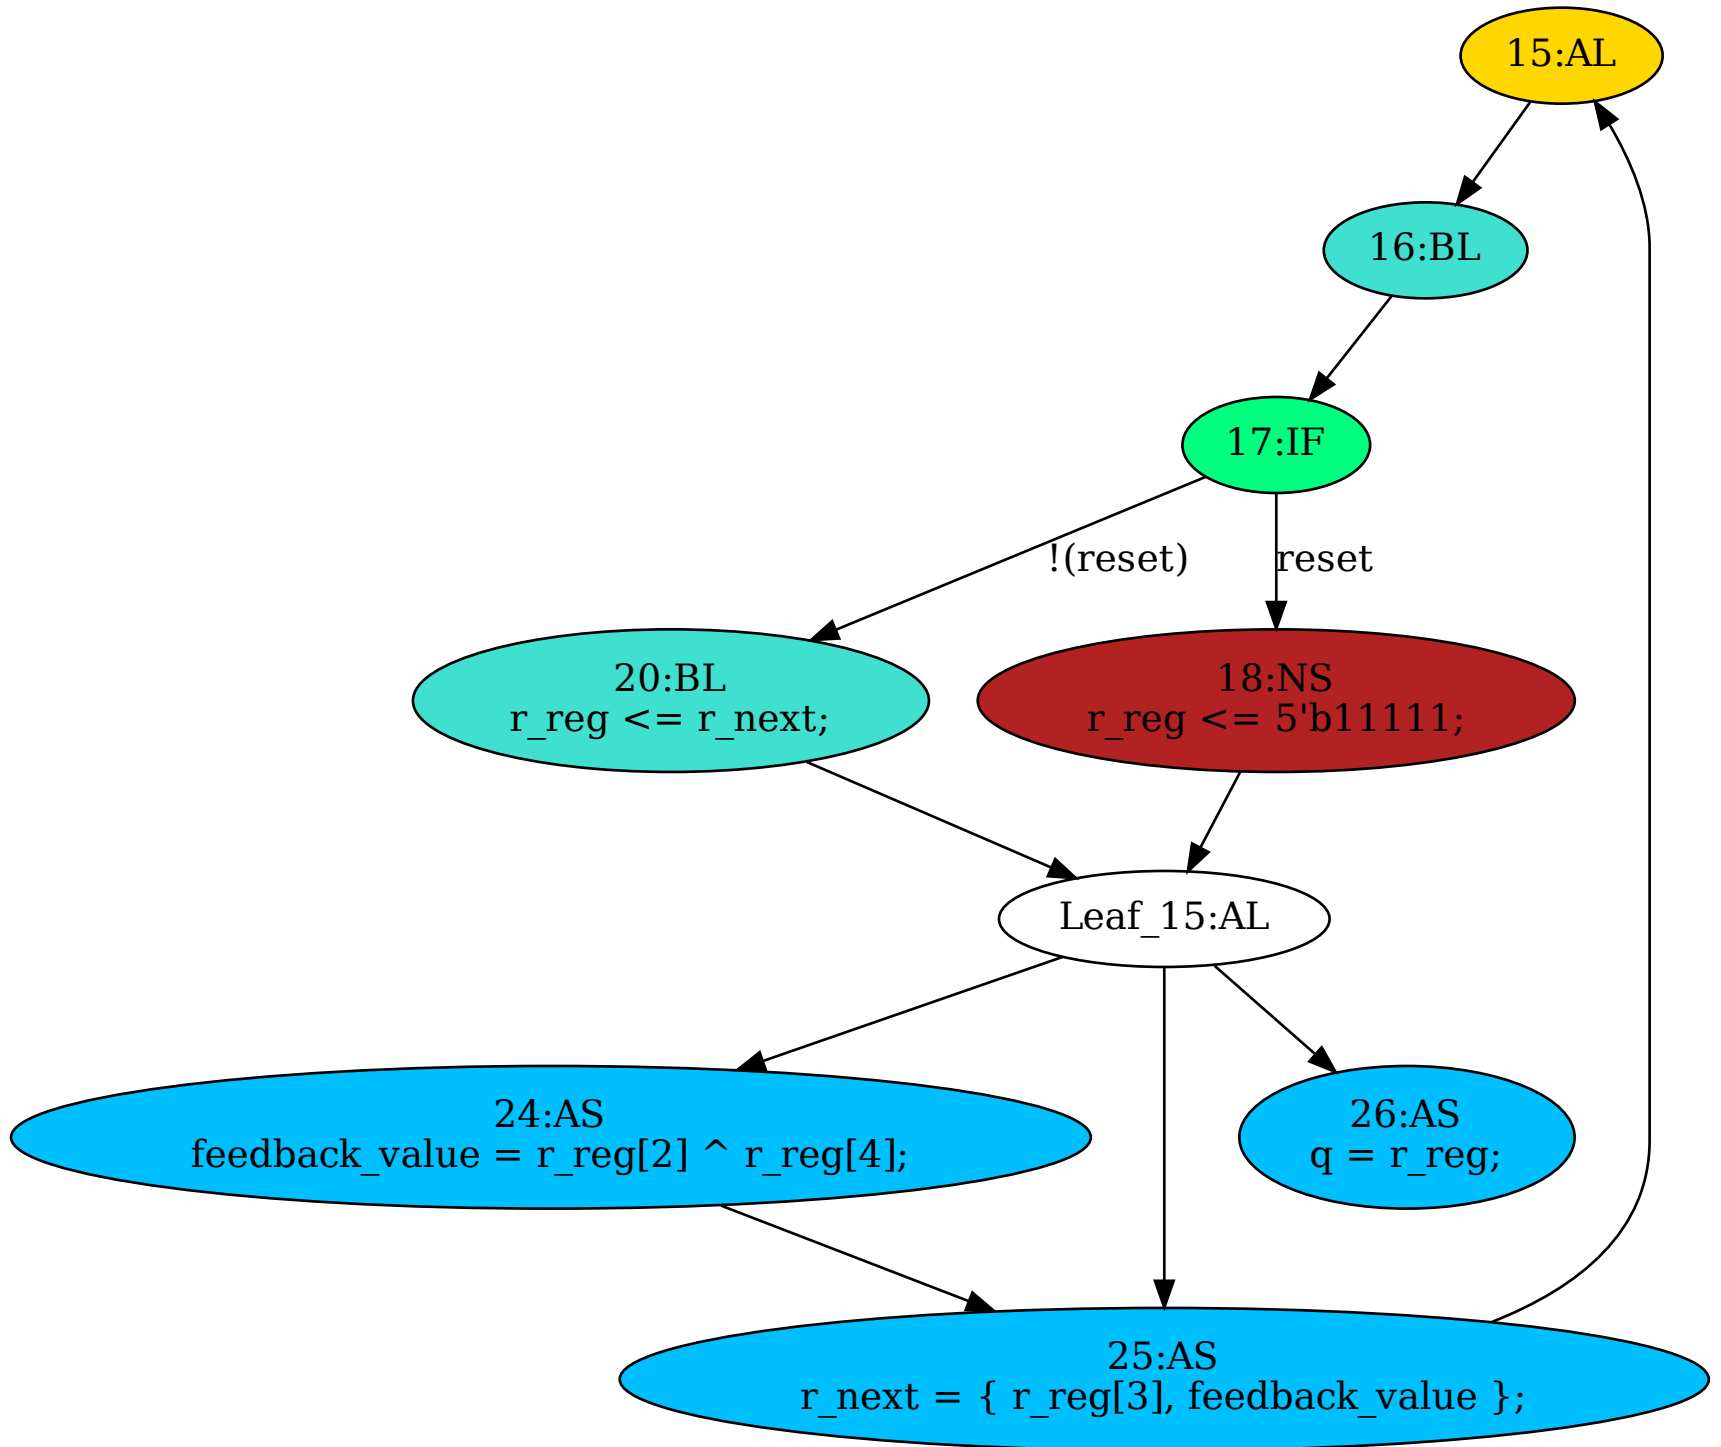 15:AL
16:BL
17:IF
!(reset)
reset
20:BL
r_reg <= r_next;
18:NS
r_reg <= 5'b11111;
Leaf_15:AL
24:AS
feedback_value = r_reg[2] ^ r_reg[4];
26:AS
q = r_reg;
25:AS
r_next = { r_reg[3], feedback_value };